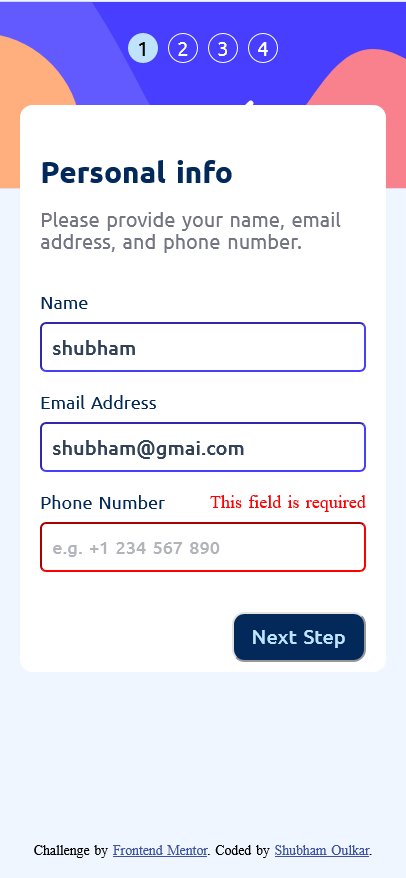 1 2 3 4
Personal info
Please provide your name, email
address, and phone number.
Name
shubham
Email Address
shubham@gmai.com
Phone Number This field is required
e.g. +1 234 567 890
Next Step
Challenge by Frontend Mentor. Coded by Shubham Oulkar.